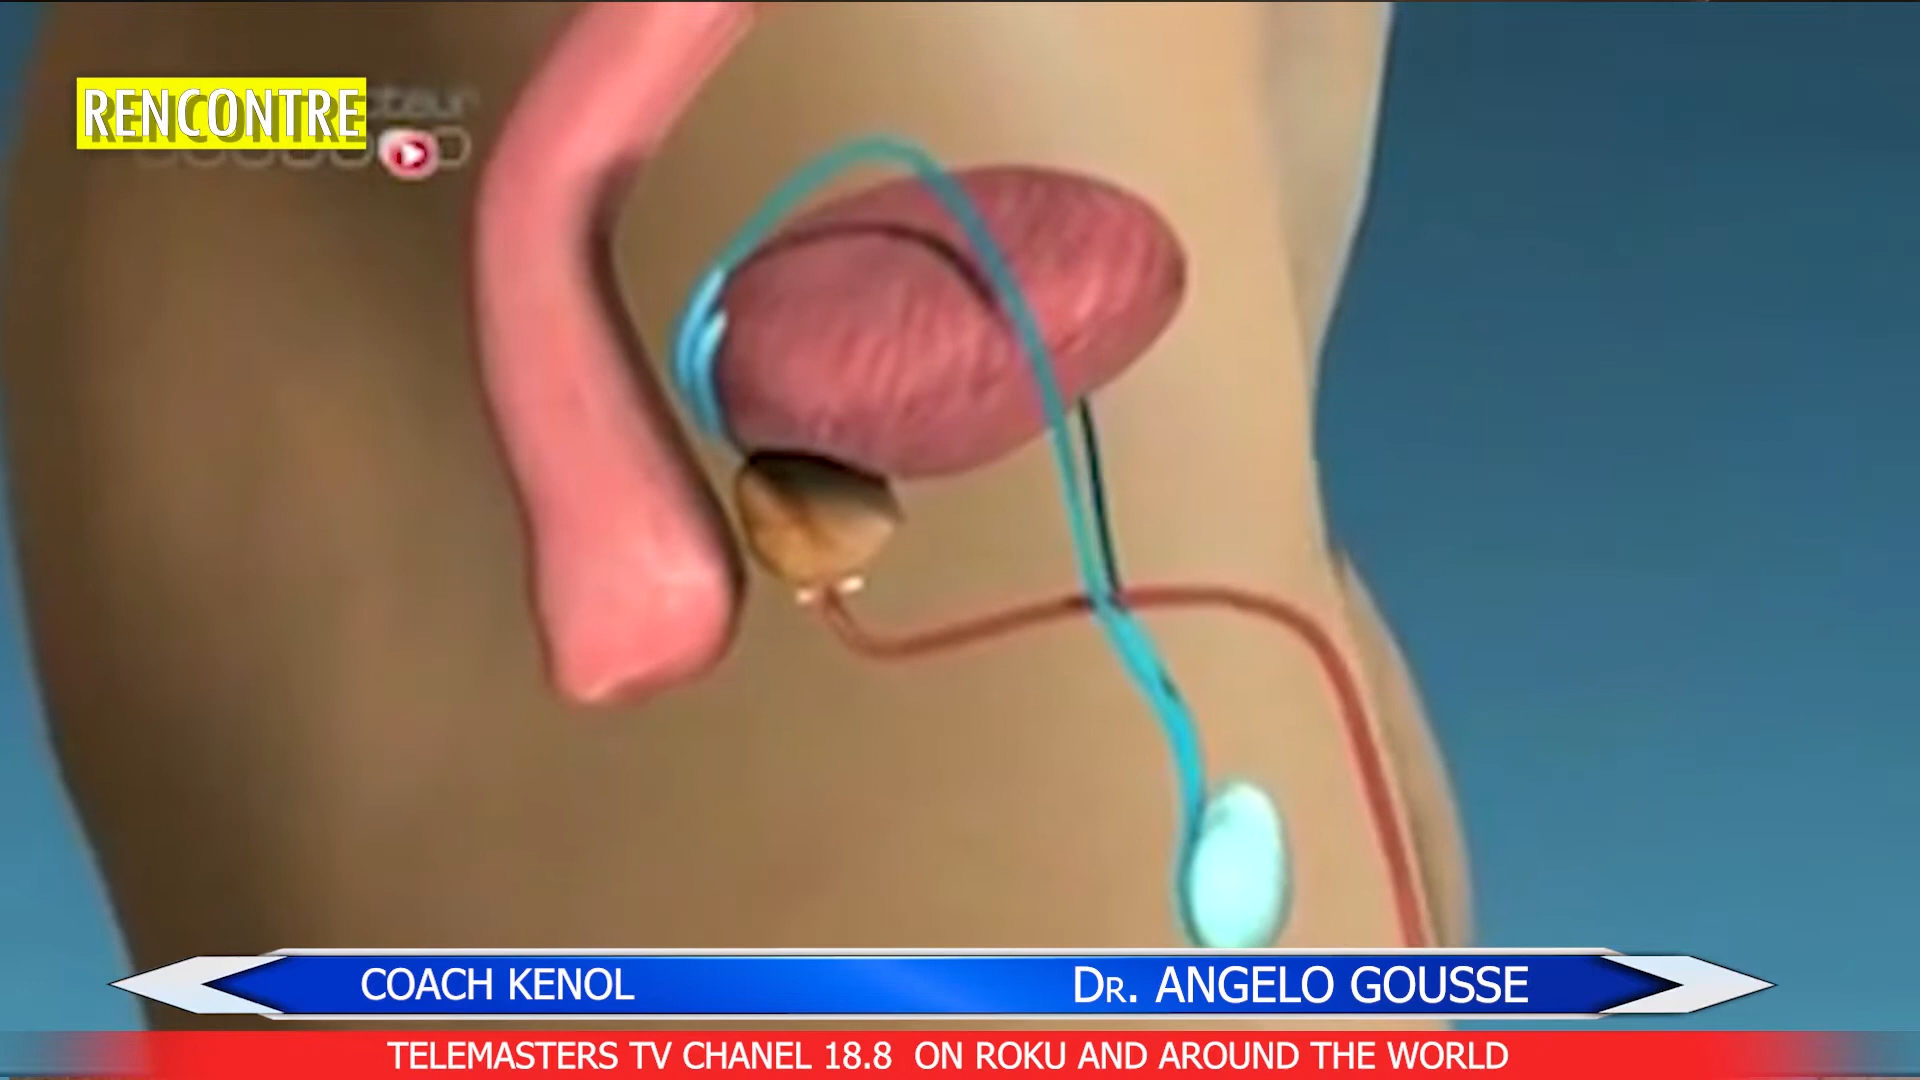 RENCONTRE
COACH KENOL
DR. ANGELO GOUSSE
TELEMASTERS TV CHANEL 18.8 ON ROKU AND AROUND THE WORLD